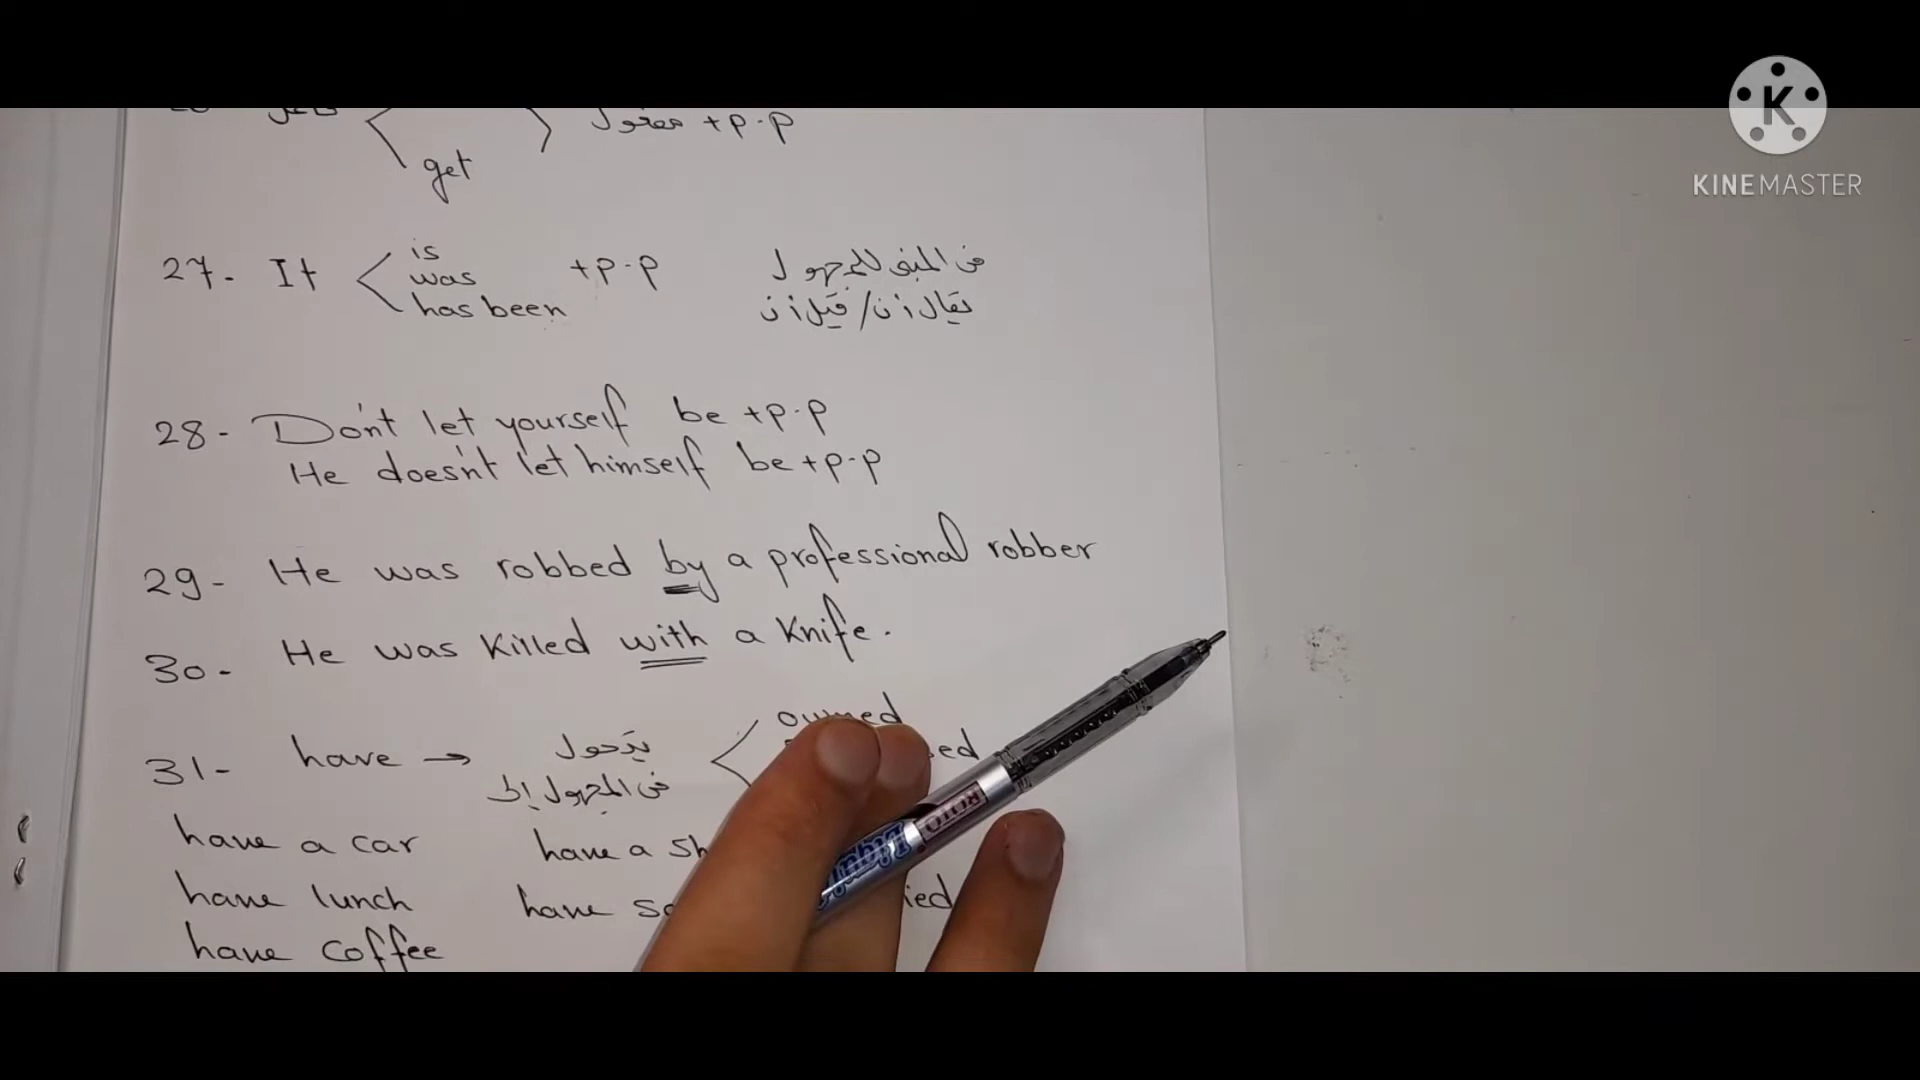 مفعول + p.p
get
27- It is was has been + p.p في المبني للمجهول
يقال أن / قيل أن
28- Don't let yourself be + p.p
He doesn't let himself be + p.p
29- He was robbed by a professional robber
30- He was killed with a Knife.
31- have → يتحول
في المجهول إلى
owned
have a car have a
have lunch have
have coffee
KINEMASTER